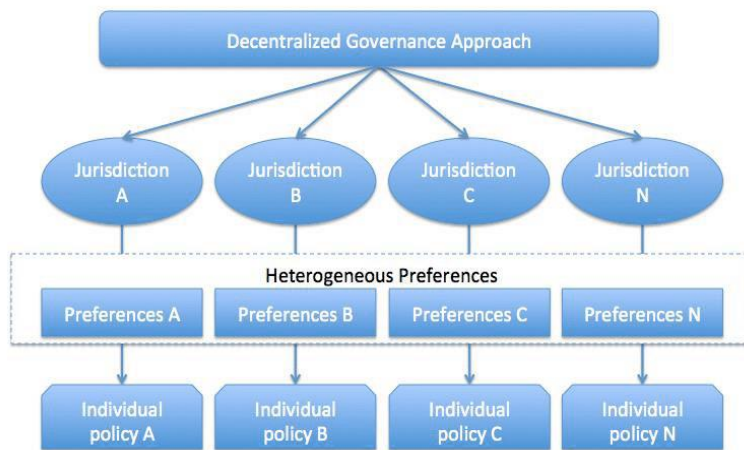 Decentralized Governance Approach
Jurisdiction A
Jurisdiction B
Jurisdiction C
Jurisdiction N
Heterogeneous Preferences
Preferences A
Preferences B
Preferences C
Preferences N
Individual policy A
Individual policy B
Individual policy C
Individual policy N